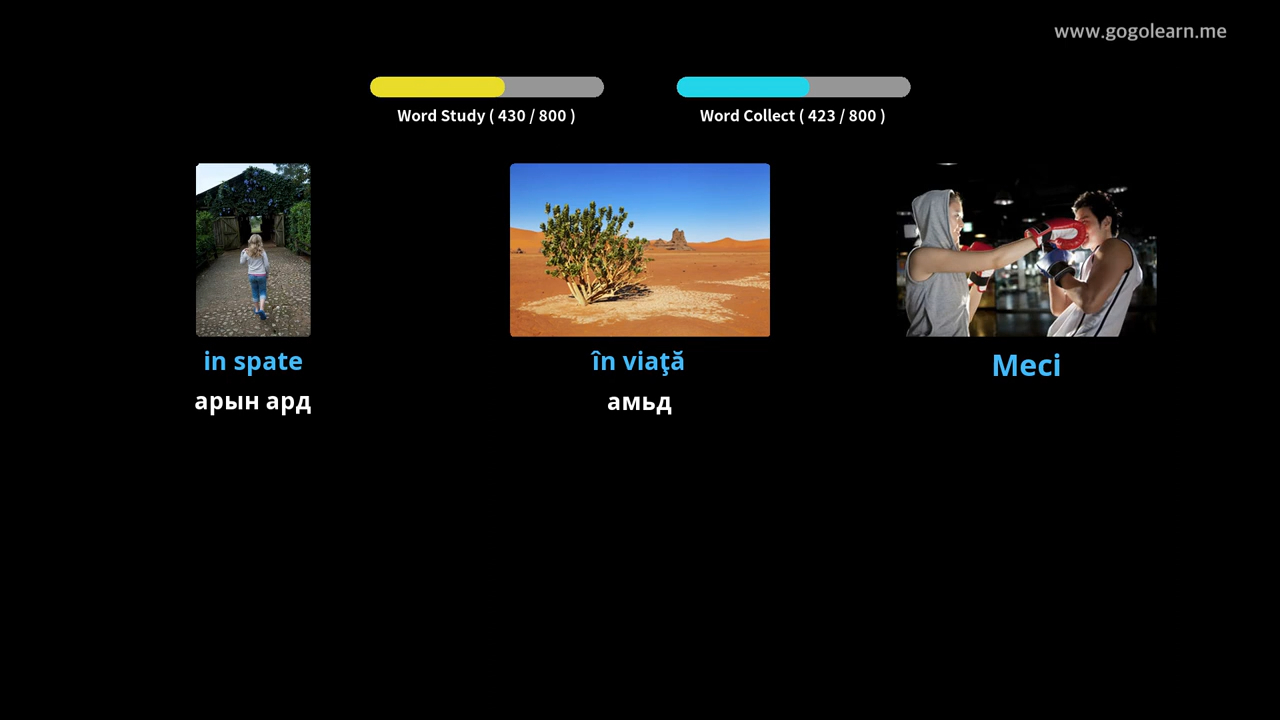 www.gogolearn.me
Word Study ( 430 / 800 )
Word Collect ( 423 / 800 )
in spate
арын ард
în viaţă
амьд
Meci